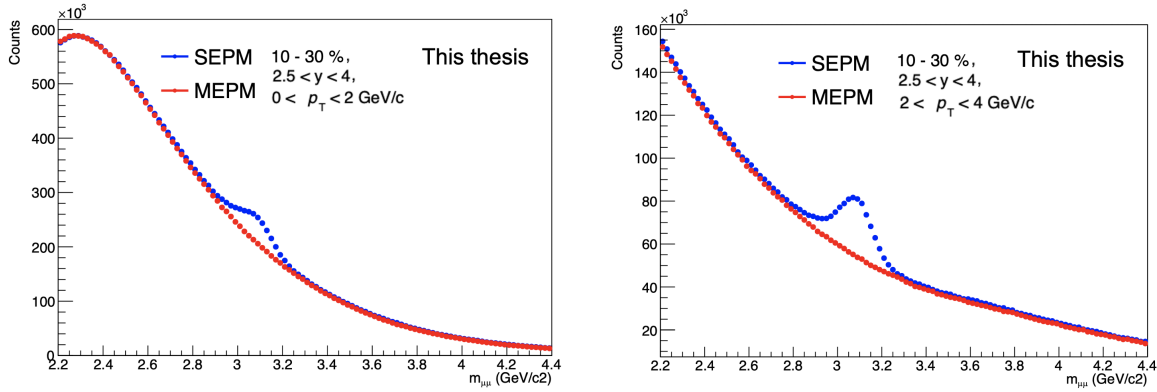 ×10³
Counts
600
500
400
300
200
100
0
SEPM
MEPM
10 - 30 % ,
2.5 < y < 4,
0 < p_T < 2 GeV/c
This thesis
2.2 2.4 2.6 2.8 3 3.2 3.4 3.6 3.8 4 4.2 4.4
m_μμ (GeV/c2)
×10³
Counts
160
140
120
100
80
60
40
20
SEPM
MEPM
10 - 30 % ,
2.5 < y < 4,
2 < p_T < 4 GeV/c
This thesis
2.2 2.4 2.6 2.8 3 3.2 3.4 3.6 3.8 4 4.2 4.4
m_μμ (GeV/c2)